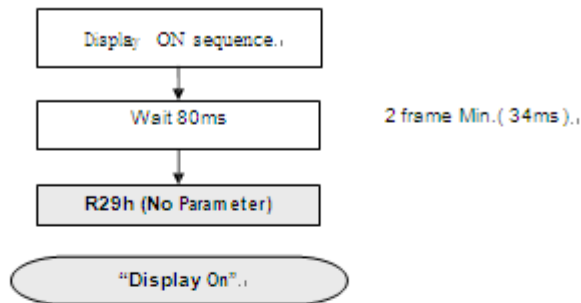 Display ON sequence.
Wait 80ms
2 frame Min.( 34ms).
R29h (No Parameter)
“Display On”.